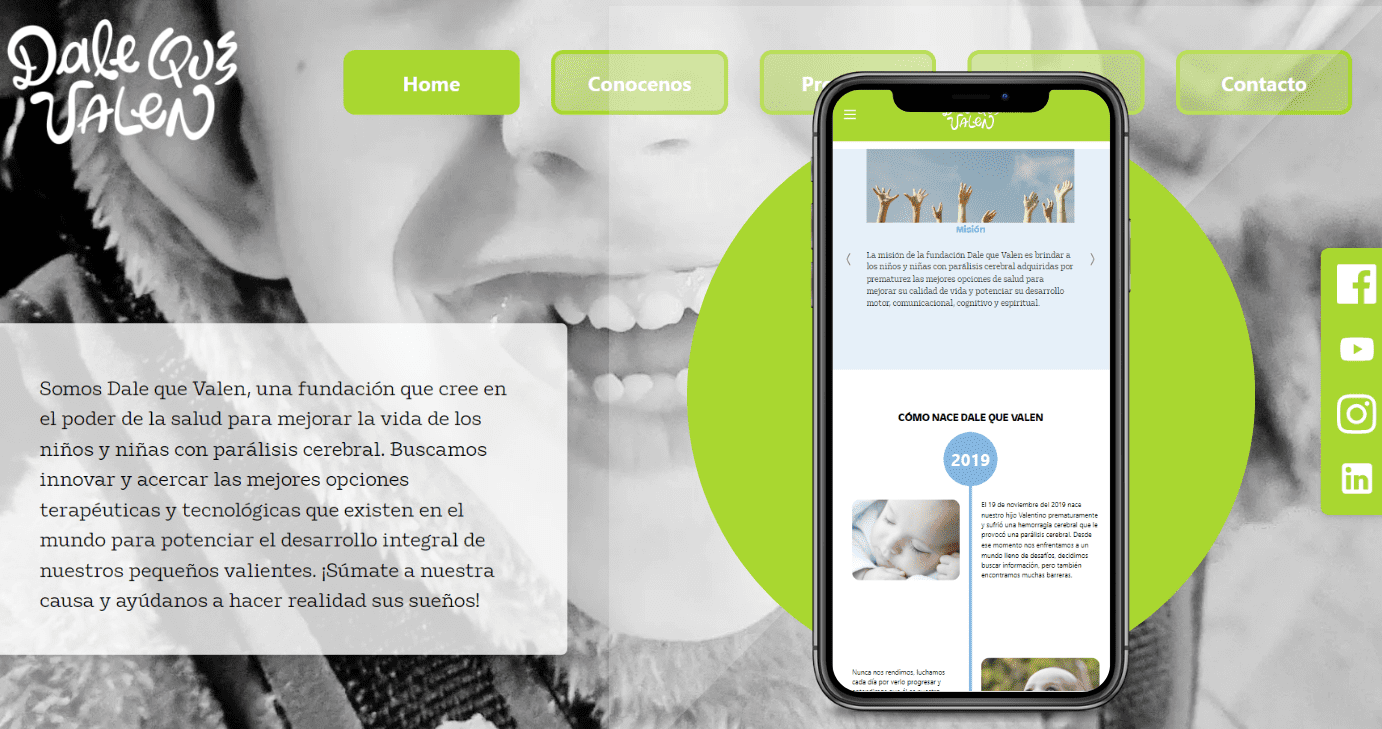 Dale Que
Valen
Home
Conocenos
Contacto
Valen
Misión
La misión de la fundación Dale que Valen es brindar a
los niños y niñas con parálisis cerebral adquiridas por
prematurez las mejores opciones de salud para
mejorar su calidad de vida y potenciar su desarrollo
motor, comunicacional, cognitivo y espiritual.
Somos Dale que Valen, una fundación que cree en
el poder de la salud para mejorar la vida de los
niños y niñas con parálisis cerebral. Buscamos
innovar y acercar las mejores opciones
terapéuticas y tecnológicas que existen en el
mundo para potenciar el desarrollo integral de
nuestros pequeños valientes. ¡Súmate a nuestra
causa y ayúdanos a hacer realidad sus sueños!
CÓMO NACE DALE QUE VALEN
2019
El 19 de noviembre del 2019 nace
nuestro hijo Valentino prematuramente
y sufrió una hemorragia cerebral que le
provocó una parálisis cerebral. Desde
ese momento nos enfrentamos a un
mundo lleno de desafíos, decidimos
buscar información, pero también
encontramos muchas barreras.
Nunca nos rendimos, luchamos
cada día por verlo progresar y